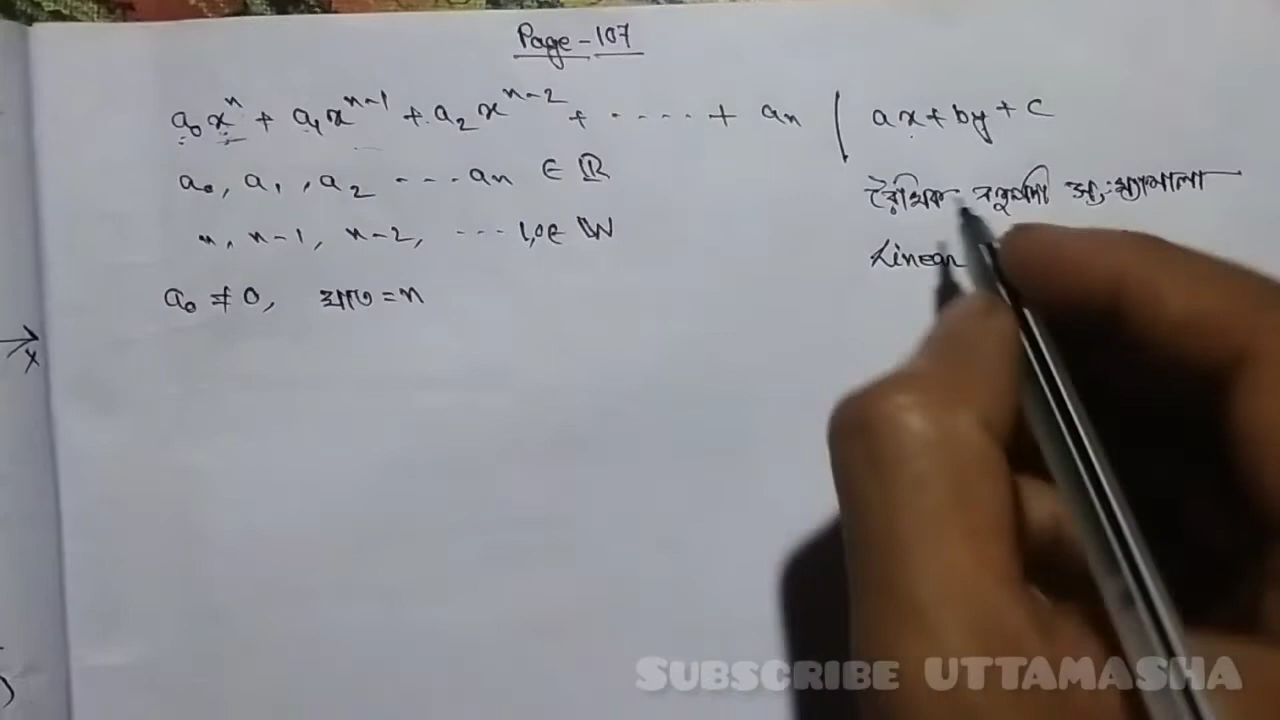 Page-107
a₀xⁿ + a₁xⁿ⁻¹ + a₂xⁿ⁻² + ..... + aₙ
a₀, a₁, a₂ ... aₙ ∈ ℝ
n, n-1, n-2, ... 1,0∈ W
a₀ ≠ 0, ঘাত = n
ax+by+c
ৰৈখিক
Linear
x
SUBSCRIBE UTTAMASHA